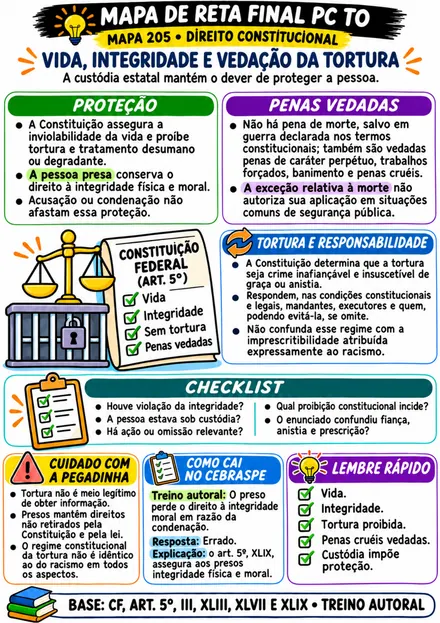 MAPA DE RETA FINAL PC TO
MAPA 205 • DIREITO CONSTITUCIONAL
VIDA, INTEGRIDADE E VEDAÇÃO DA TORTURA
A custódia estatal mantém o dever de proteger a pessoa.
PROTEÇÃO
• A Constituição assegura a
inviolabilidade da vida e proíbe
tortura e tratamento desumano
ou degradante.
• A pessoa presa conserva o
direito à integridade física e moral.
• Acusação ou condenação não
afastam essa proteção.
PENAS VEDADAS
• Não há pena de morte, salvo em
guerra declarada nos termos
constitucionais; também são vedadas
penas de caráter perpétuo, trabalhos
forçados, banimento e penas cruéis.
• A exceção relativa à morte não
autoriza sua aplicação em situações
comuns de segurança pública.
CONSTITUIÇÃO
FEDERAL
(ART. 5º)
Vida
Integridade
Sem tortura
Penas vedadas
TORTURA E RESPONSABILIDADE
• A Constituição determina que a tortura
seja crime inafiançável e insuscetível de
graça ou anistia.
• Respondem, nas condições constitucionais
e legais, mandantes, executores e quem,
podendo evitá-la, se omite.
• Não confunda esse regime com a
imprescritibilidade atribuída
expressamente ao racismo.
CHECKLIST
• Houve violação da integridade?
• A pessoa estava sob custódia?
• Há ação ou omissão relevante?
• Qual proibição constitucional incide?
• O enunciado confundiu fiança,
anistia e prescrição?
CUIDADO COM
A PEGADINHA
• Tortura não é meio legítimo
de obter informação.
• Presos mantêm direitos
não retirados pela
Constituição e pela lei.
• O regime constitucional
da tortura não é idêntico
ao do racismo em todos
os aspectos.
COMO CAI
NO CEBRASPE
Treino autoral: O preso
perde o direito à integridade
moral em razão da
condenação.
Resposta: Errado.
Explicação: o art. 5º, XLIX,
assegura aos presos
integridade física e moral.
LEMBRE RÁPIDO
Vida.
Integridade.
Tortura proibida.
Penas cruéis vedadas.
Custódia impõe
proteção.
BASE: CF, ART. 5º, III, XLIII, XLVII E XLIX • TREINO AUTORAL